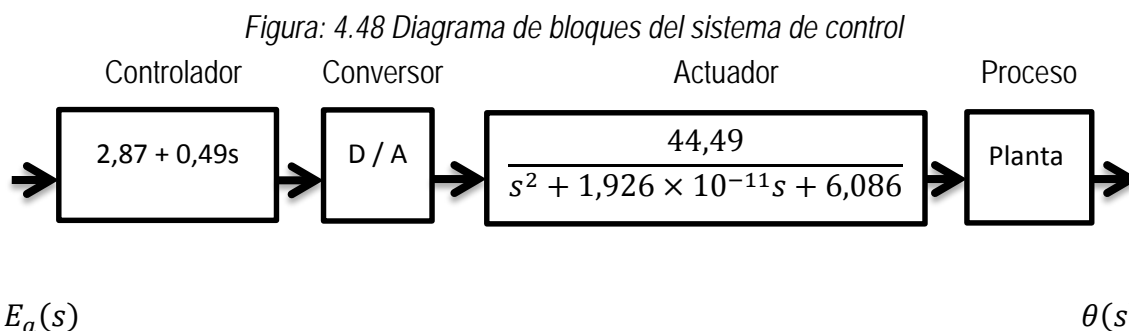 Figura: 4.48 Diagrama de bloques del sistema de control
Controlador Conversor Actuador Proceso
2,87 + 0,49s
D / A
44,49
s² + 1,926 × 10⁻¹¹s + 6,086
Planta
Eₐ(s) θ(s